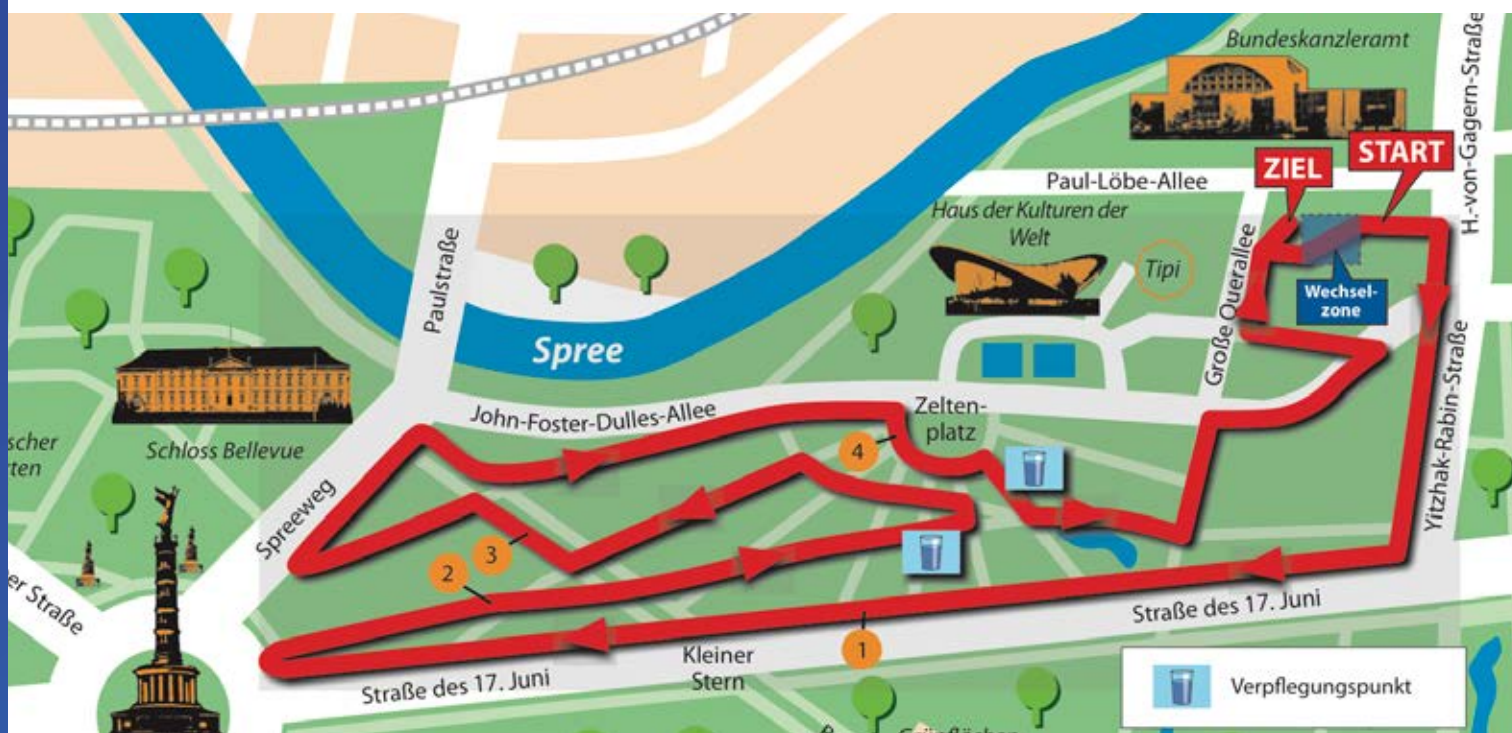 Bundeskanzleramt
H.-von-Gagern-Straße
START
ZIEL
Paul-Löbe-Allee
Haus der Kulturen der
Welt
Tipi
Große Querallee
Wechsel-
zone
Paulstraße
Spree
Yitzhak-Rabin-Straße
John-Foster-Dulles-Allee
Zelten-
platz
Schloss Bellevue
4
Spreeweg
3
2
1
Straße des 17. Juni
Kleiner
Stern
Straße des 17. Juni
er Straße
scher
rten
Verpflegungspunkt